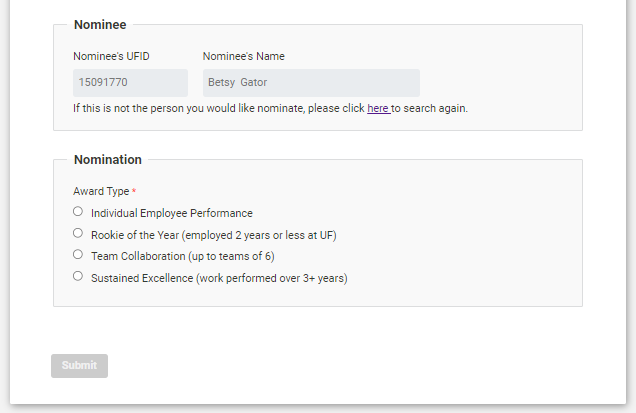 Nominee
Nominee's UFID
Nominee's Name
15091770
Betsy Gator
If this is not the person you would like nominate, please click here to search again.
Nomination
Award Type *
Individual Employee Performance
Rookie of the Year (employed 2 years or less at UF)
Team Collaboration (up to teams of 6)
Sustained Excellence (work performed over 3+ years)
Submit